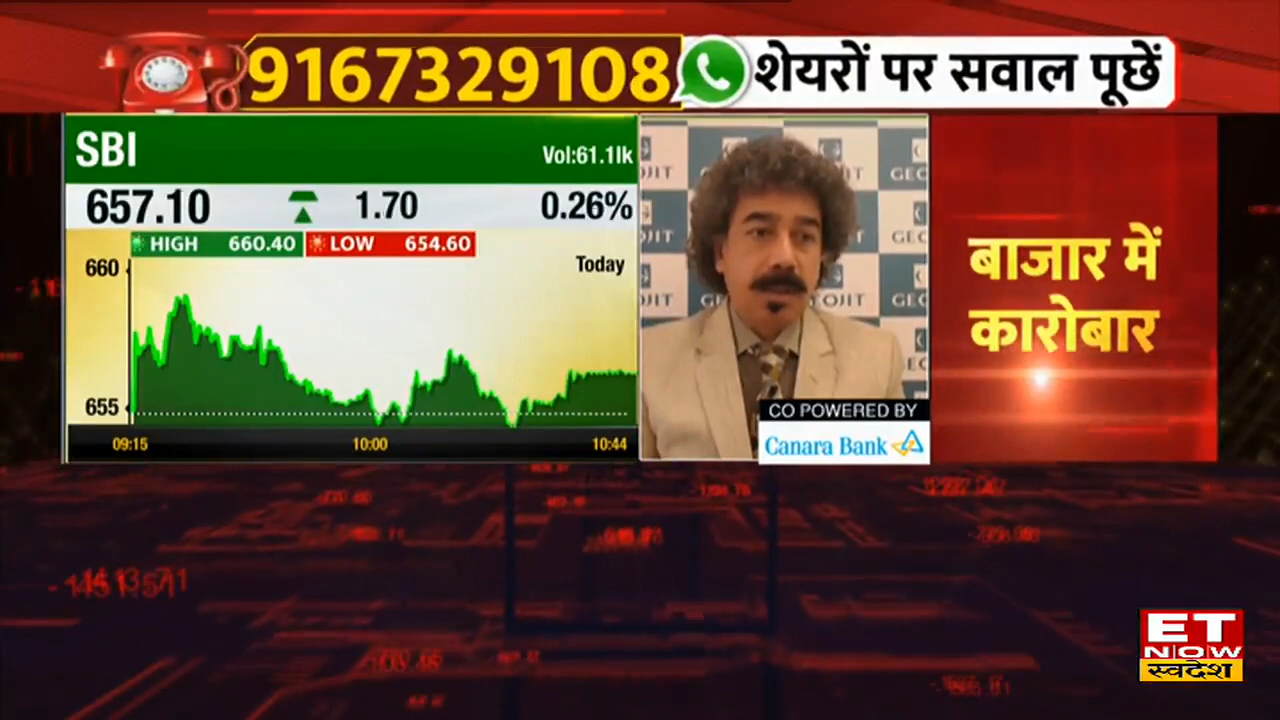 9167329108 शेयरों पर सवाल पूछें
SBI
Vol:61.1lk
657.10 1.70 0.26%
HIGH 660.40 LOW 654.60
Today
660
655
09:15 10:00 10:44
GEOJIT
CO POWERED BY
Canara Bank
बाजार में
कारोबार
ET
NOW
स्वदेश